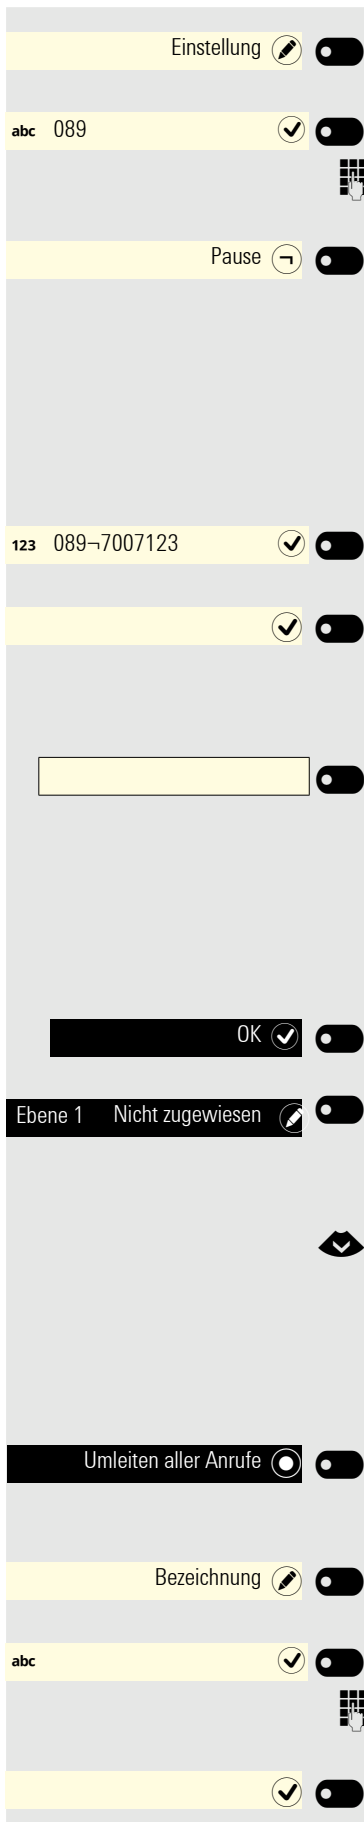 Einstellung
abc 089
Pause ¬
123 089¬7007123
OK
Ebene 1 Nicht zugewiesen
Umleiten aller Anrufe
Bezeichnung
abc